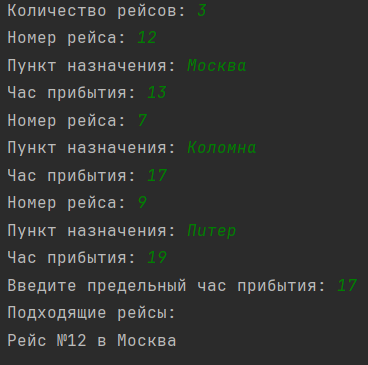 Количество рейсов: 3
Номер рейса: 12
Пункт назначения: Москва
Час прибытия: 13
Номер рейса: 7
Пункт назначения: Коломна
Час прибытия: 17
Номер рейса: 9
Пункт назначения: Питер
Час прибытия: 19
Введите предельный час прибытия: 17
Подходящие рейсы:
Рейс №12 в Москва